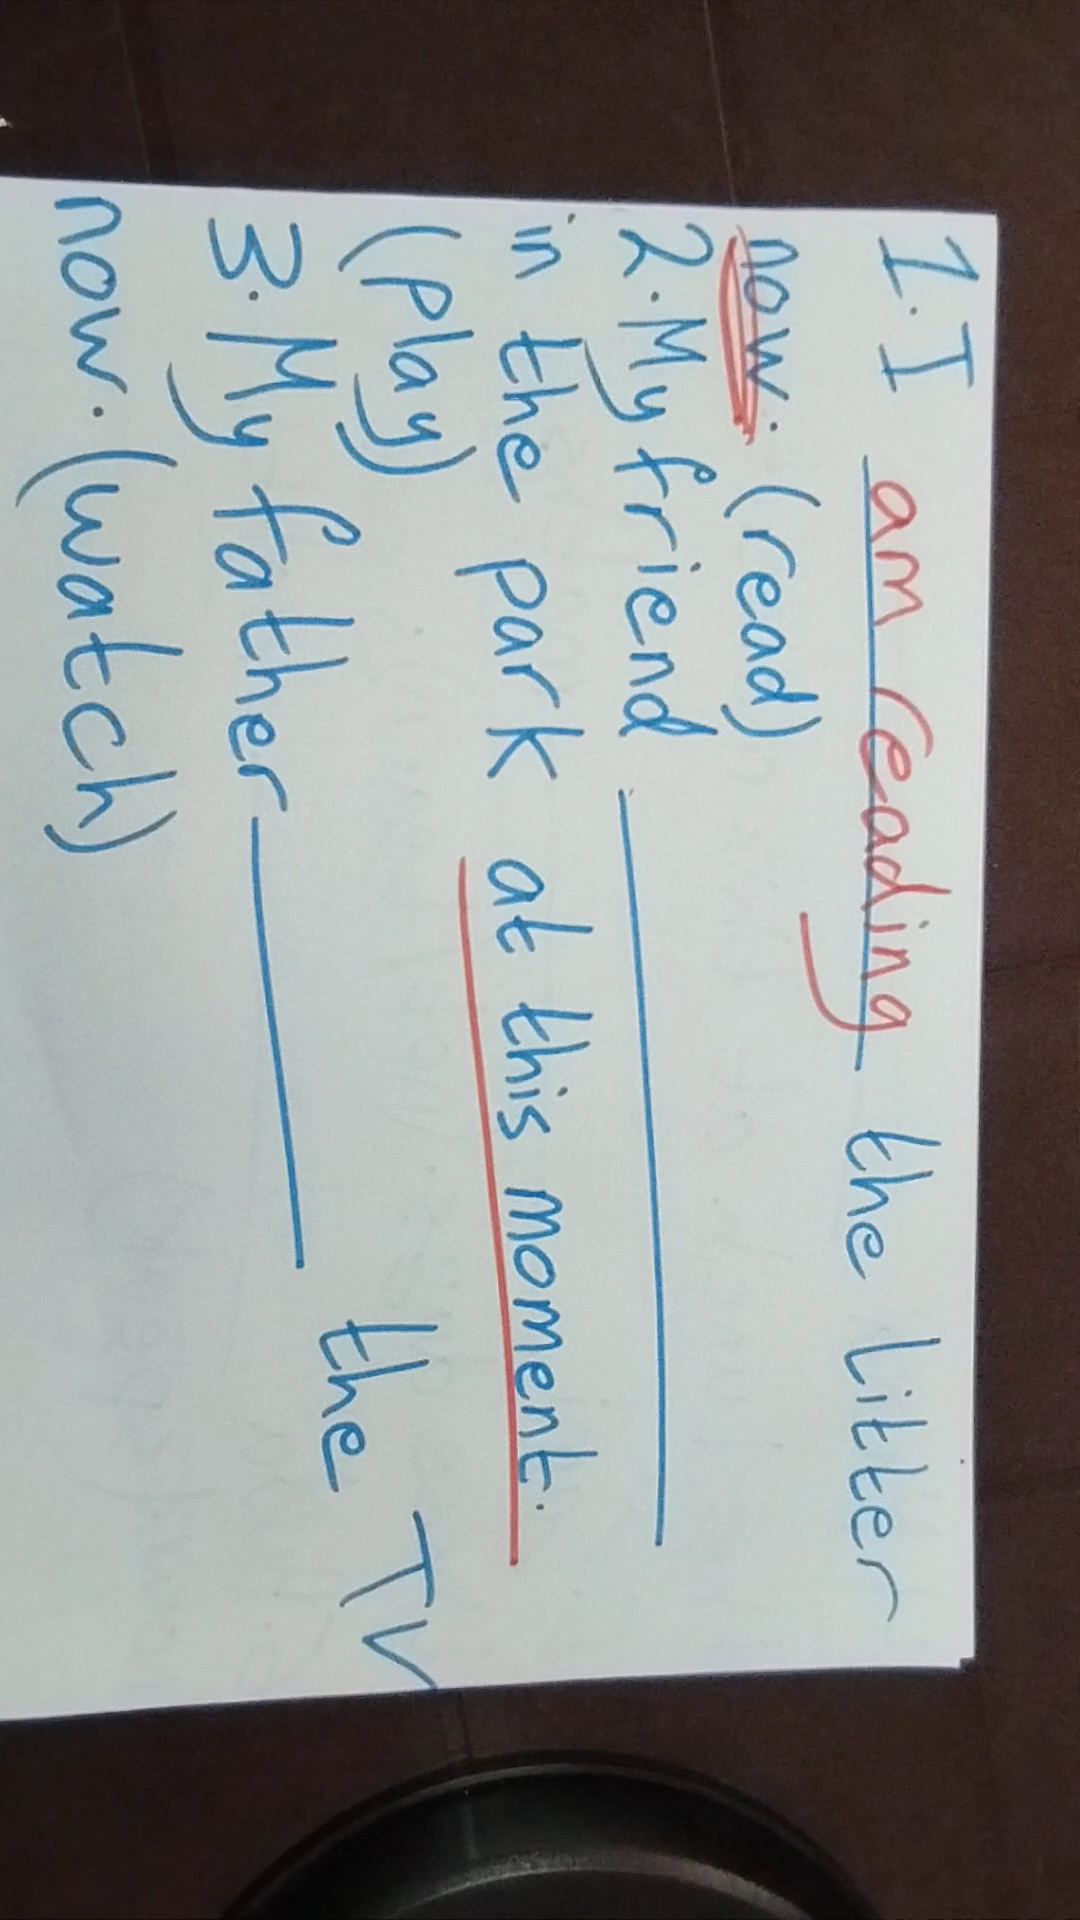 1. I am reading the Litter
now. (read)
2. My friend
in the park at this moment.
(play)
3. My father the TV
now. (watch)